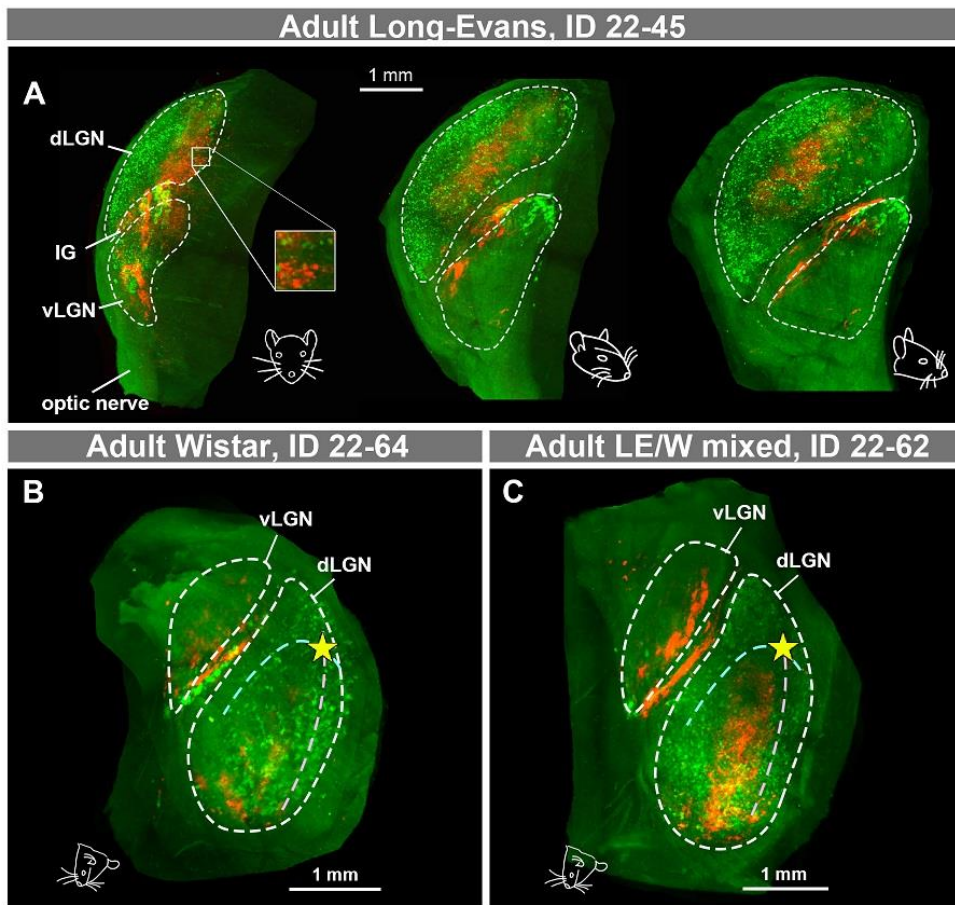 Adult Long-Evans, ID 22-45
A
1 mm
dLGN
IG
vLGN
optic nerve
Adult Wistar, ID 22-64
B
vLGN
dLGN
1 mm
Adult LE/W mixed, ID 22-62
C
vLGN
dLGN
1 mm